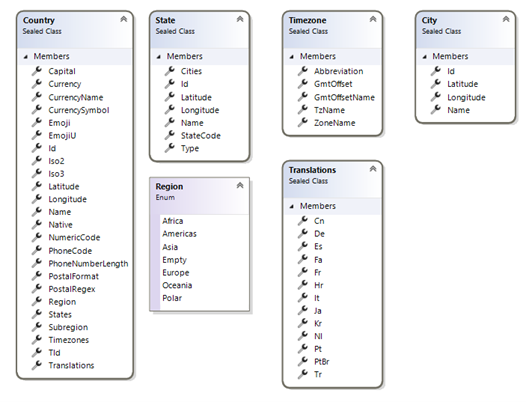 Country
Sealed Class
Members
Capital
Currency
CurrencyName
CurrencySymbol
Emoji
EmojiU
Id
Iso2
Iso3
Latitude
Longitude
Name
Native
NumericCode
PhoneCode
PhoneNumberLength
PostalFormat
PostalRegex
Region
States
Subregion
Timezones
Tld
Translations
State
Sealed Class
Members
Cities
Id
Latitude
Longitude
Name
StateCode
Type
Region
Enum
Africa
Americas
Asia
Empty
Europe
Oceania
Polar
Timezone
Sealed Class
Members
Abbreviation
GmtOffset
GmtOffsetName
TzName
ZoneName
Translations
Sealed Class
Members
Cn
De
Es
Fa
Fr
Hr
It
Ja
Kr
Nl
Pt
PtBr
Tr
City
Sealed Class
Members
Id
Latitude
Longitude
Name